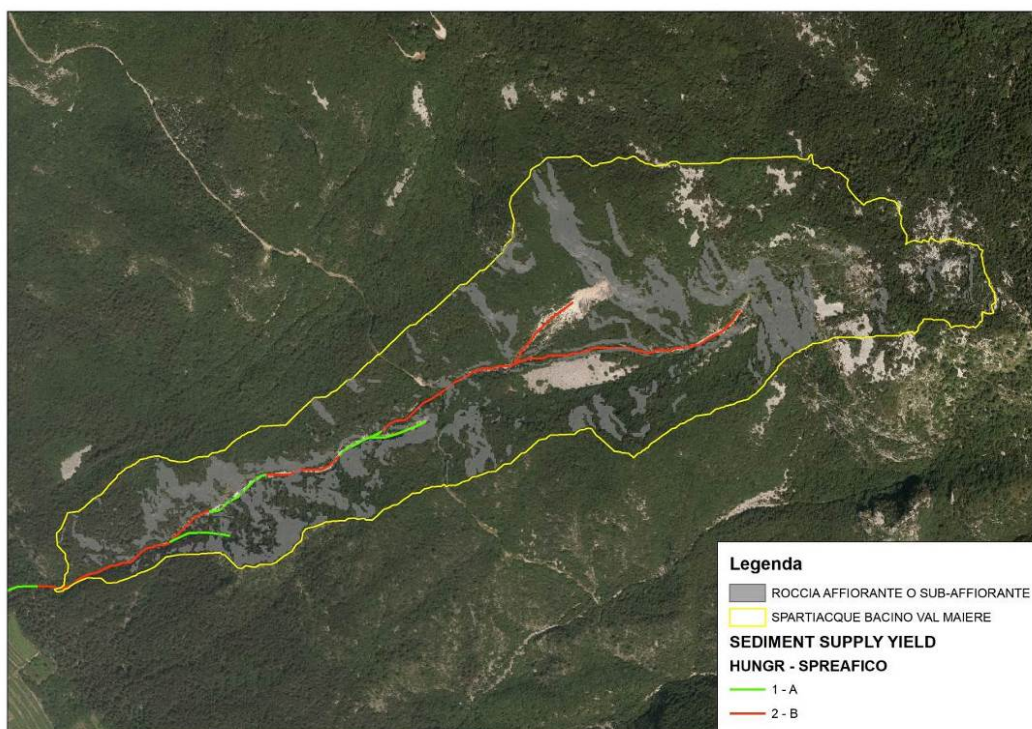 Legenda
ROCCIA AFFIORANTE O SUB-AFFIORANTE
SPARTIACQUE BACINO VAL MAIERE
SEDIMENT SUPPLY YIELD
HUNGR - SPREAFICO
1 - A
2 - B